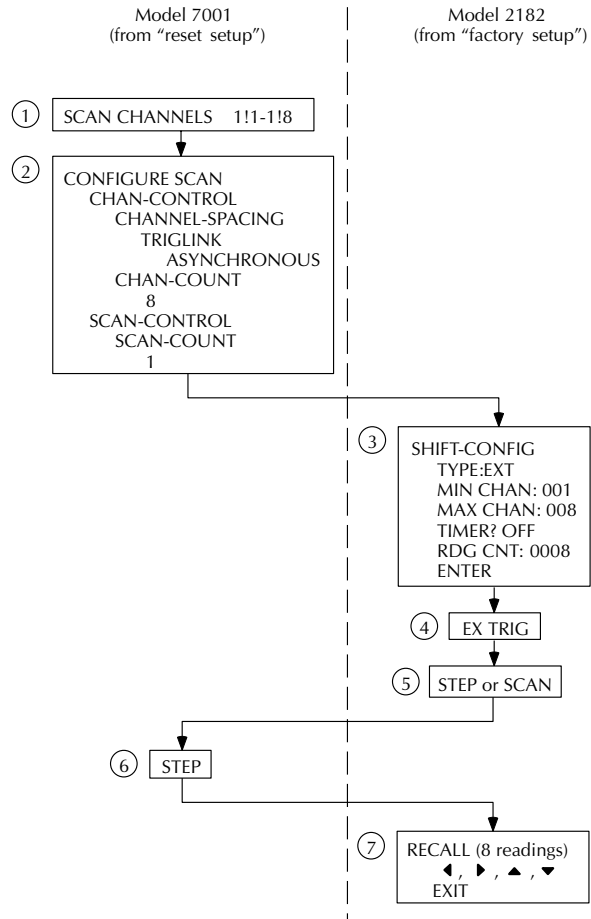 Model 7001
(from “reset setup”)
Model 2182
(from “factory setup”)
1
SCAN CHANNELS 1!1-1!8
2
CONFIGURE SCAN
CHAN-CONTROL
CHANNEL-SPACING
TRIGLINK
ASYNCHRONOUS
CHAN-COUNT
8
SCAN-CONTROL
SCAN-COUNT
1
3
SHIFT-CONFIG
TYPE:EXT
MIN CHAN: 001
MAX CHAN: 008
TIMER? OFF
RDG CNT: 0008
ENTER
4
EX TRIG
5
STEP or SCAN
6
STEP
7
RECALL (8 readings)
◀ , ▶ , ▲ , ▼
EXIT